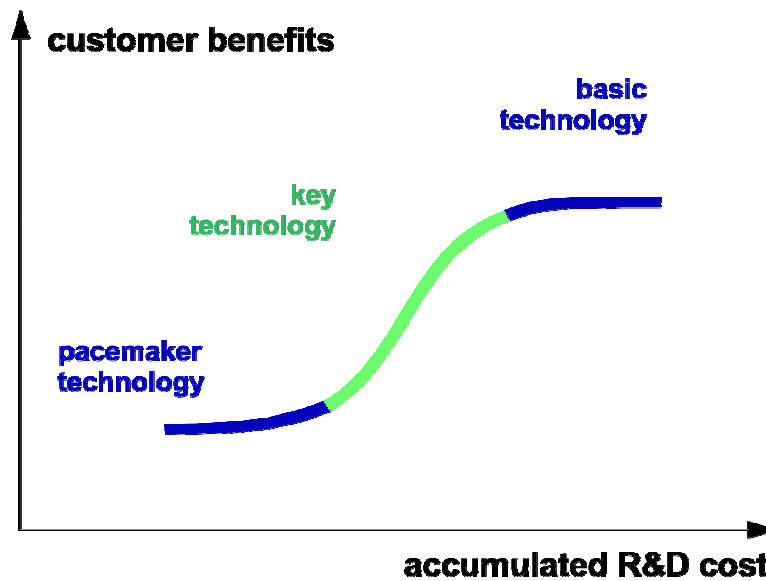 customer benefits
basic
technology
key
technology
pacemaker
technology
accumulated R&D cost